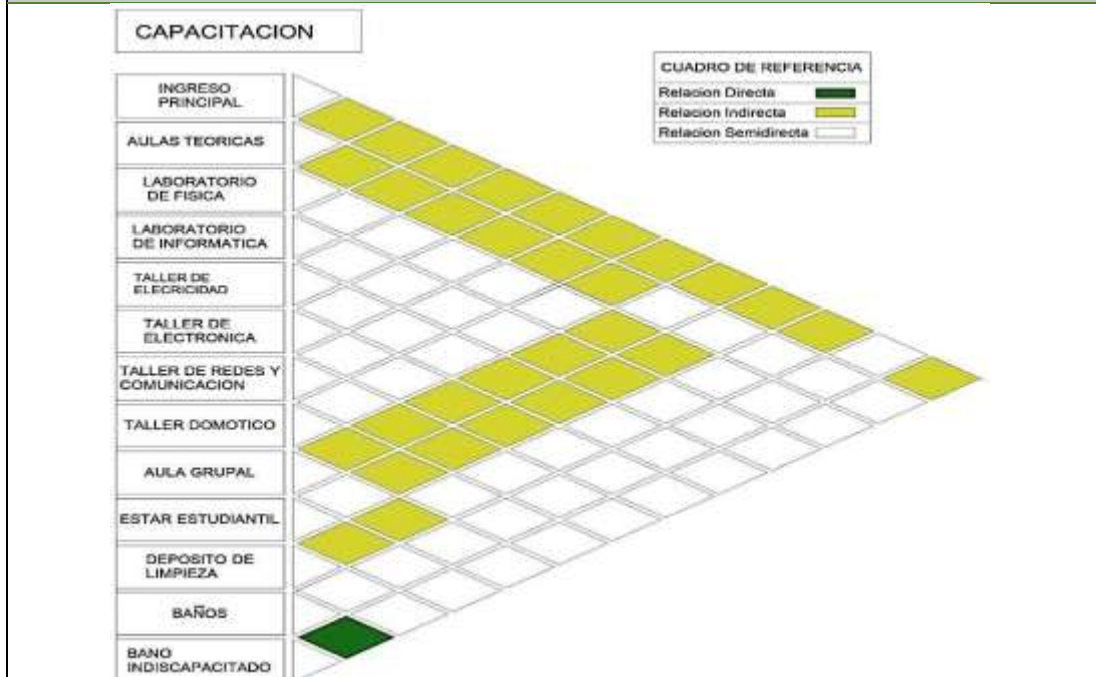 CAPACITACION
CUADRO DE REFERENCIA
Relacion Directa
Relacion Indirecta
Relacion Semidirecta
INGRESO
PRINCIPAL
AULAS TEORICAS
LABORATORIO
DE FISICA
LABORATORIO
DE INFORMATICA
TALLER DE
ELECRICIDAD
TALLER DE
ELECTRONICA
TALLER DE REDES Y
COMUNICACION
TALLER DOMOTICO
AULA GRUPAL
ESTAR ESTUDIANTIL
DEPOSITO DE
LIMPIEZA
BAÑOS
BANO
INDISCAPACITADO